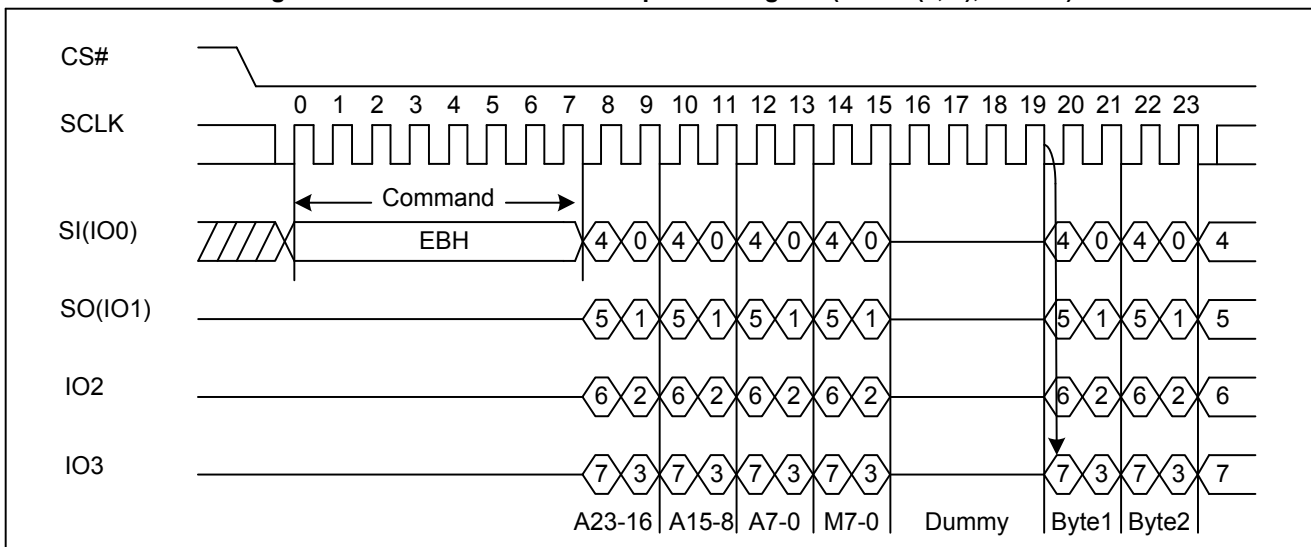 CS#
0 1 2 3 4 5 6 7 8 9 10 11 12 13 14 15 16 17 18 19 20 21 22 23
SCLK
Command
SI(IO0)
EBH
4 0 4 0 4 0 4 0 4 0 4 0 4
SO(IO1)
5 1 5 1 5 1 5 1 5 1 5 1 5
IO2
6 2 6 2 6 2 6 2 6 2 6 2 6
IO3
7 3 7 3 7 3 7 3 7 3 7 3 7
A23-16 A15-8 A7-0 M7-0 Dummy Byte1 Byte2